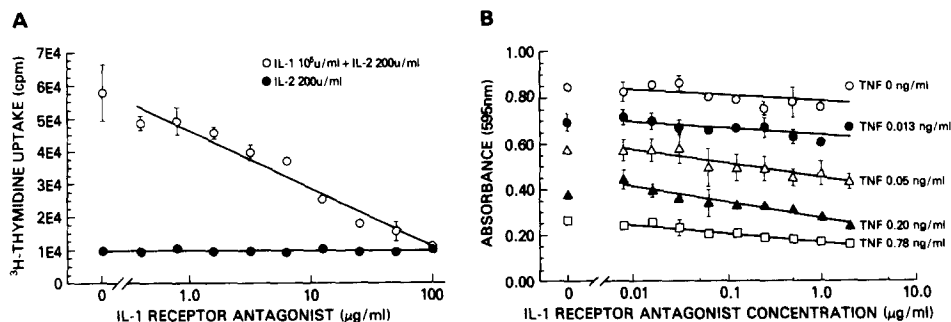 A
³H-THYMIDINE UPTAKE (cpm)
7E4
6E4
5E4
4E4
3E4
2E4
1E4
0
○ IL-1 10⁵u/ml + IL-2 200u/ml
● IL-2 200u/ml
0 1.0 10 100
IL-1 RECEPTOR ANTAGONIST (μg/ml)
B
ABSORBANCE (595nm)
1.00
0.80
0.60
0.40
0.20
0.00
TNF 0 ng/ml
TNF 0.013 ng/ml
TNF 0.05 ng/ml
TNF 0.20 ng/ml
TNF 0.78 ng/ml
0 0.01 0.1 1.0 10.0
IL-1 RECEPTOR ANTAGONIST CONCENTRATION (μg/ml)